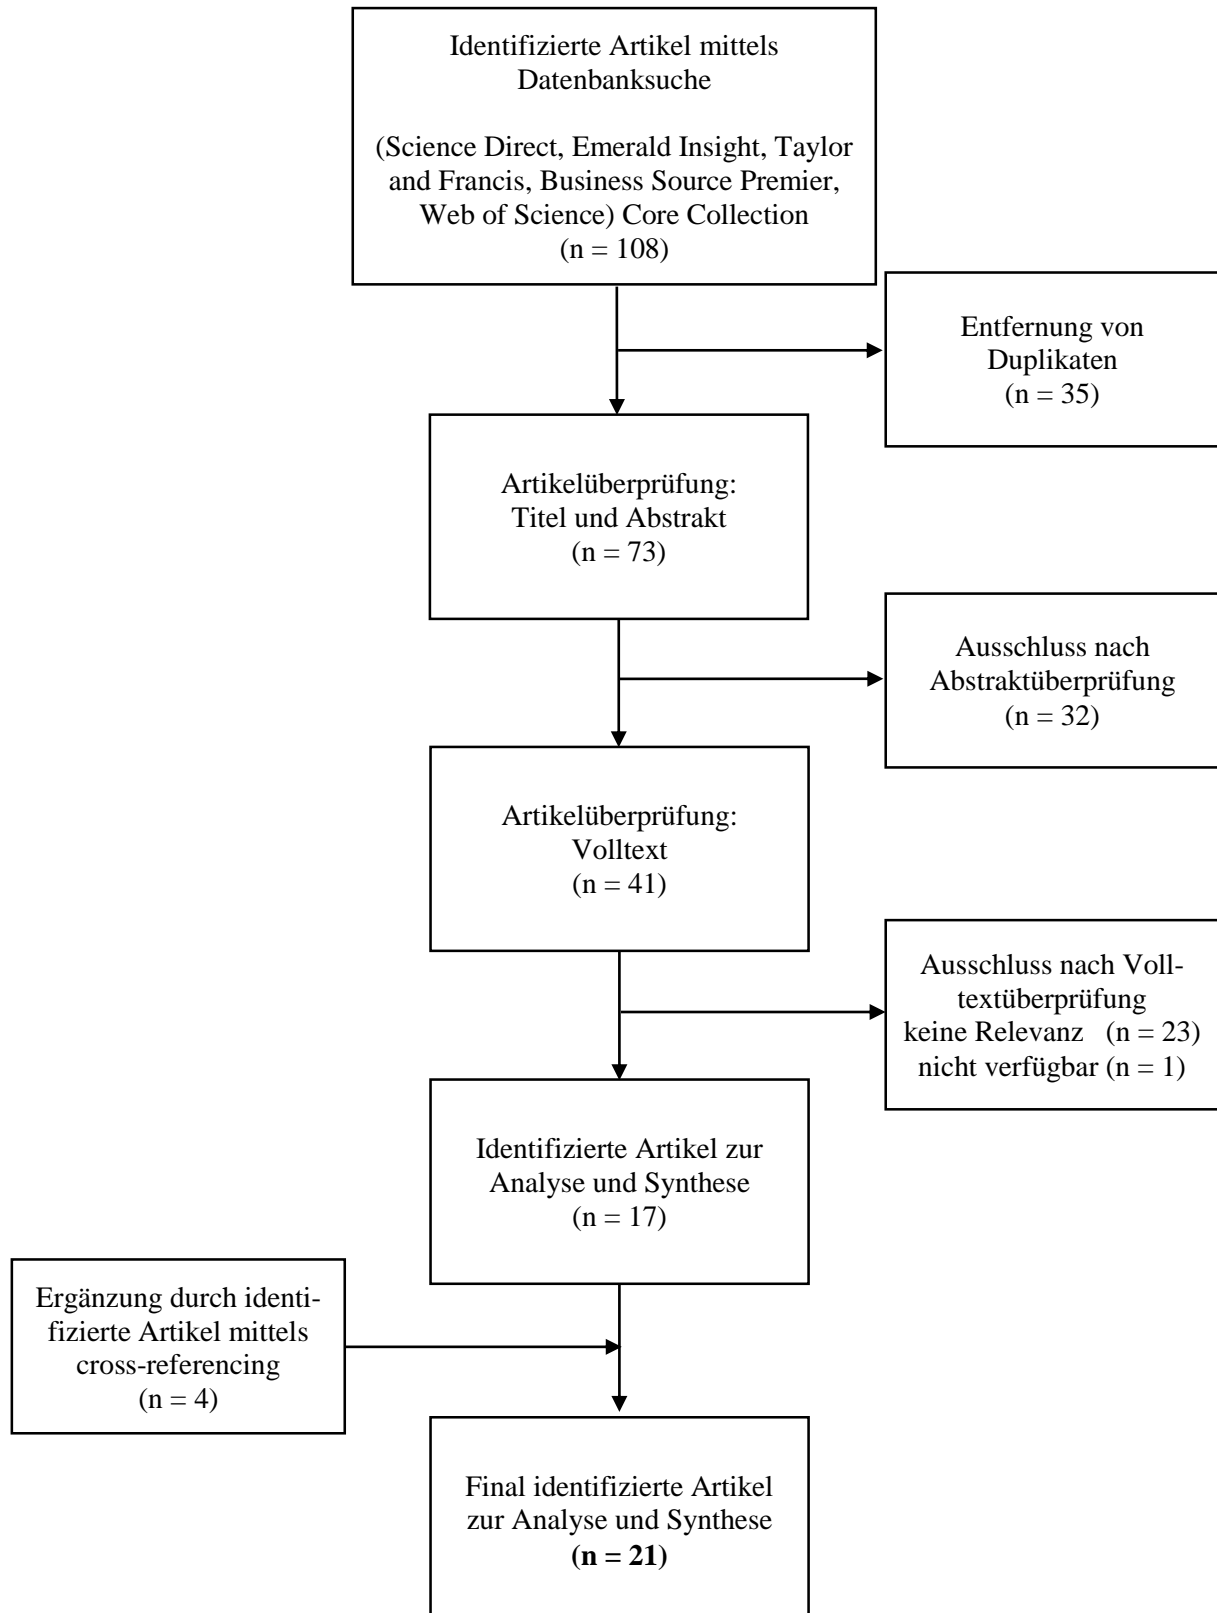 Identifizierte Artikel mittels
Datenbanksuche
(Science Direct, Emerald Insight, Taylor
and Francis, Business Source Premier,
Web of Science) Core Collection
(n = 108)
Entfernung von
Duplikaten
(n = 35)
Artikelüberprüfung:
Titel und Abstrakt
(n = 73)
Ausschluss nach
Abstraktüberprüfung
(n = 32)
Artikelüberprüfung:
Volltext
(n = 41)
Ausschluss nach Voll-
textüberprüfung
keine Relevanz (n = 23)
nicht verfügbar (n = 1)
Identifizierte Artikel zur
Analyse und Synthese
(n = 17)
Ergänzung durch identi-
fizierte Artikel mittels
cross-referencing
(n = 4)
Final identifizierte Artikel
zur Analyse und Synthese
(n = 21)